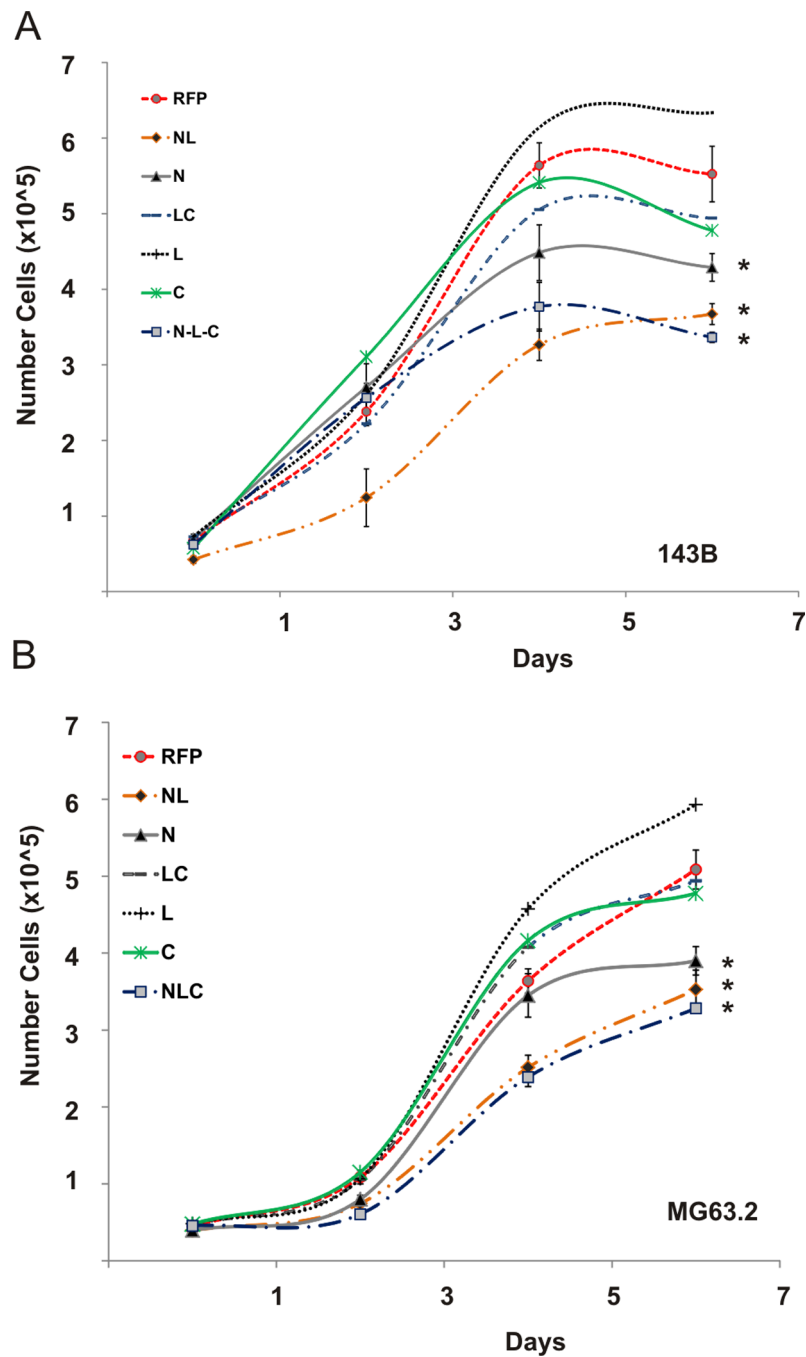 A
Number Cells (x10^5)
7
6
5
4
3
2
1
RFP
NL
N
LC
L
C
N-L-C
*
*
*
143B
1
3
5
7
Days
B
Number Cells (x10^5)
7
6
5
4
3
2
1
RFP
NL
N
LC
L
C
NLC
*
*
*
MG63.2
1
3
5
7
Days